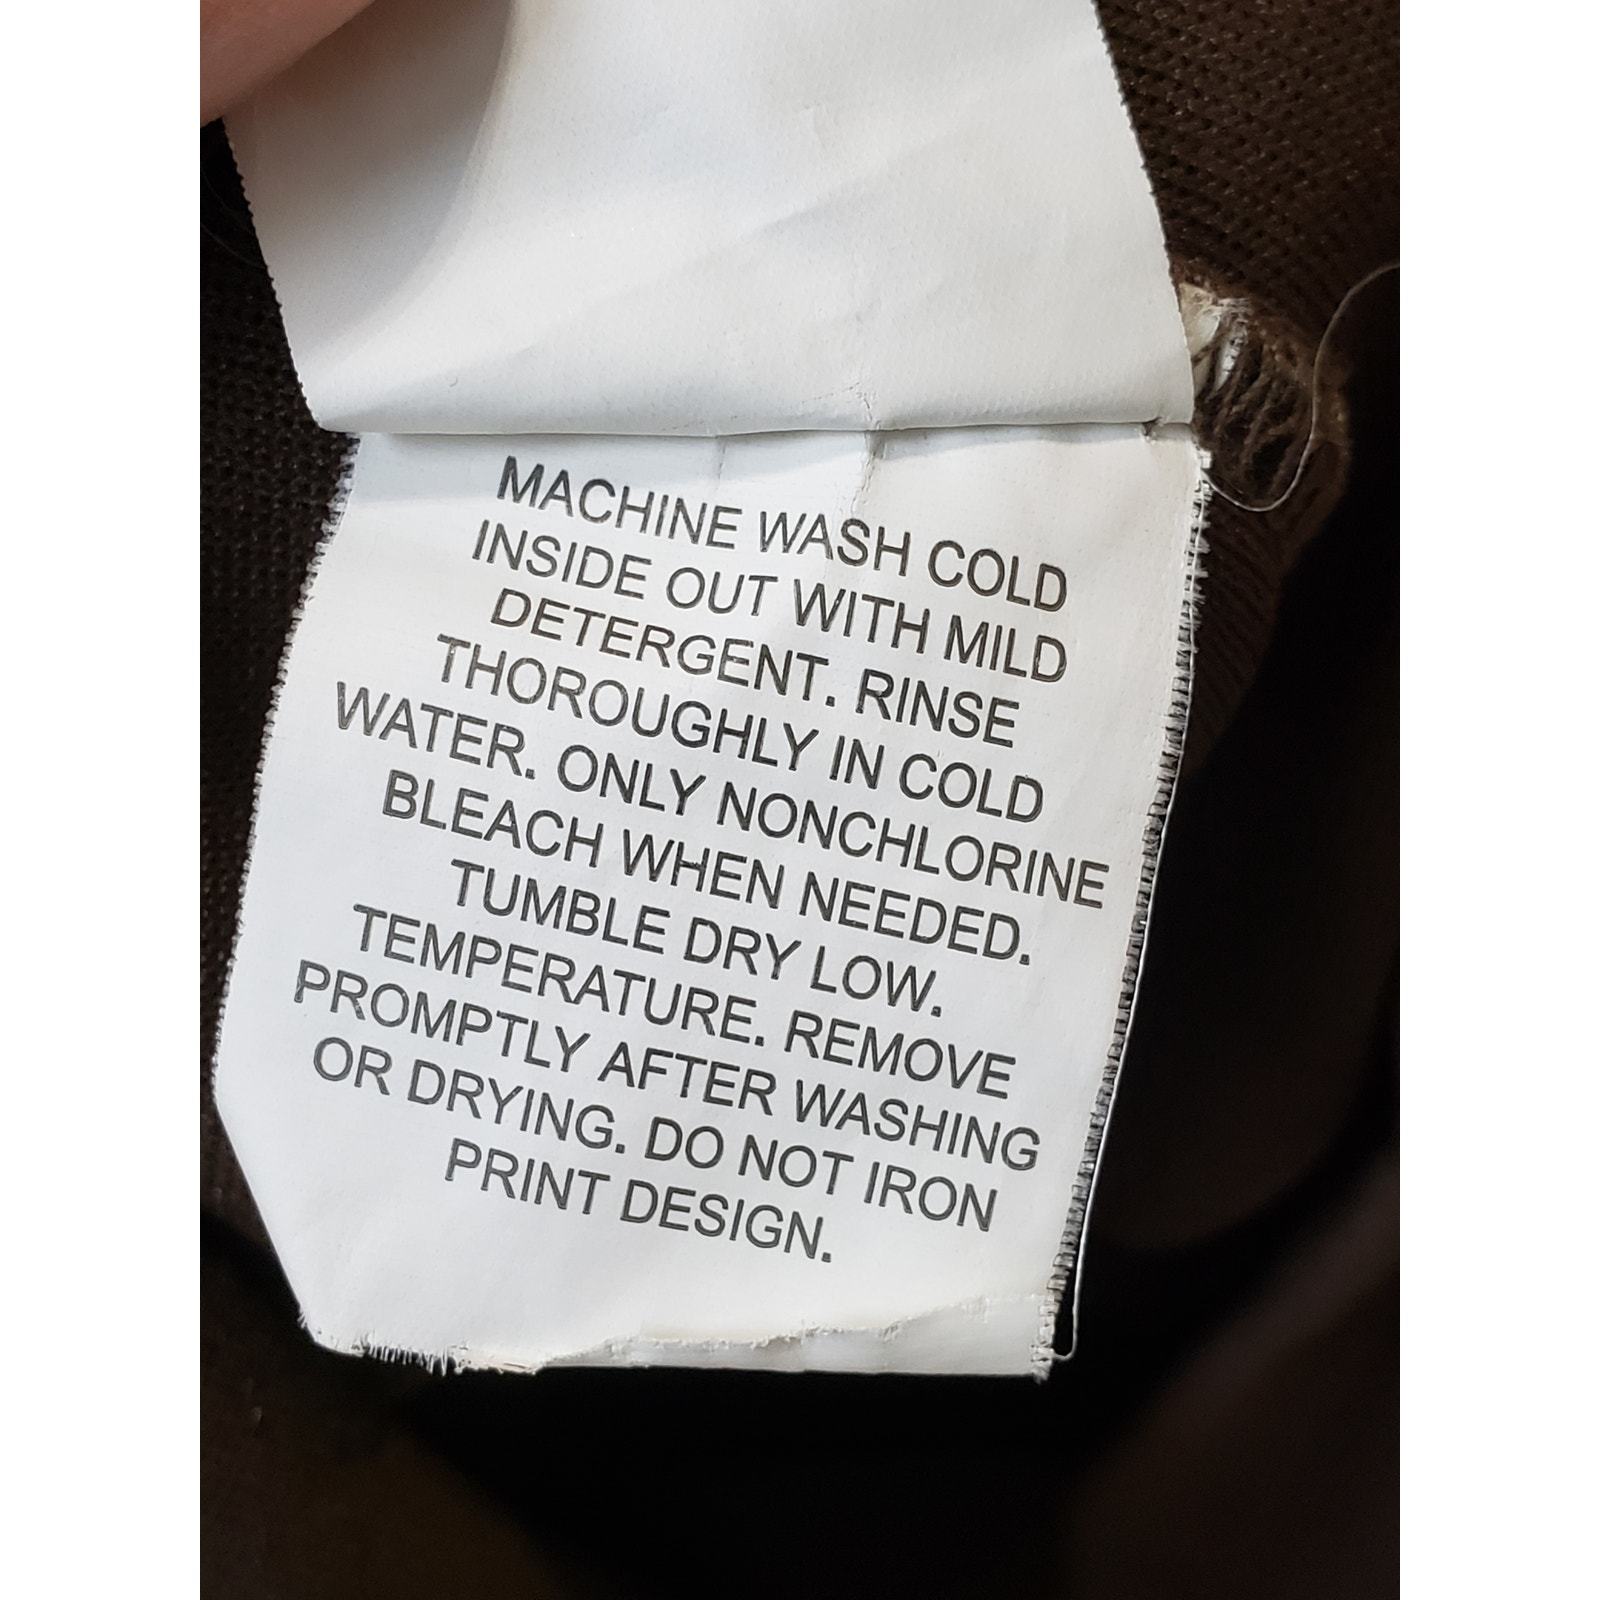 MACHINE WASH COLD
INSIDE OUT WITH MILD
DETERGENT. RINSE
THOROUGHLY IN COLD
WATER. ONLY NONCHLORINE
BLEACH WHEN NEEDED.
TUMBLE DRY LOW.
TEMPERATURE. REMOVE
PROMPTLY AFTER WASHING
OR DRYING. DO NOT IRON
PRINT DESIGN.